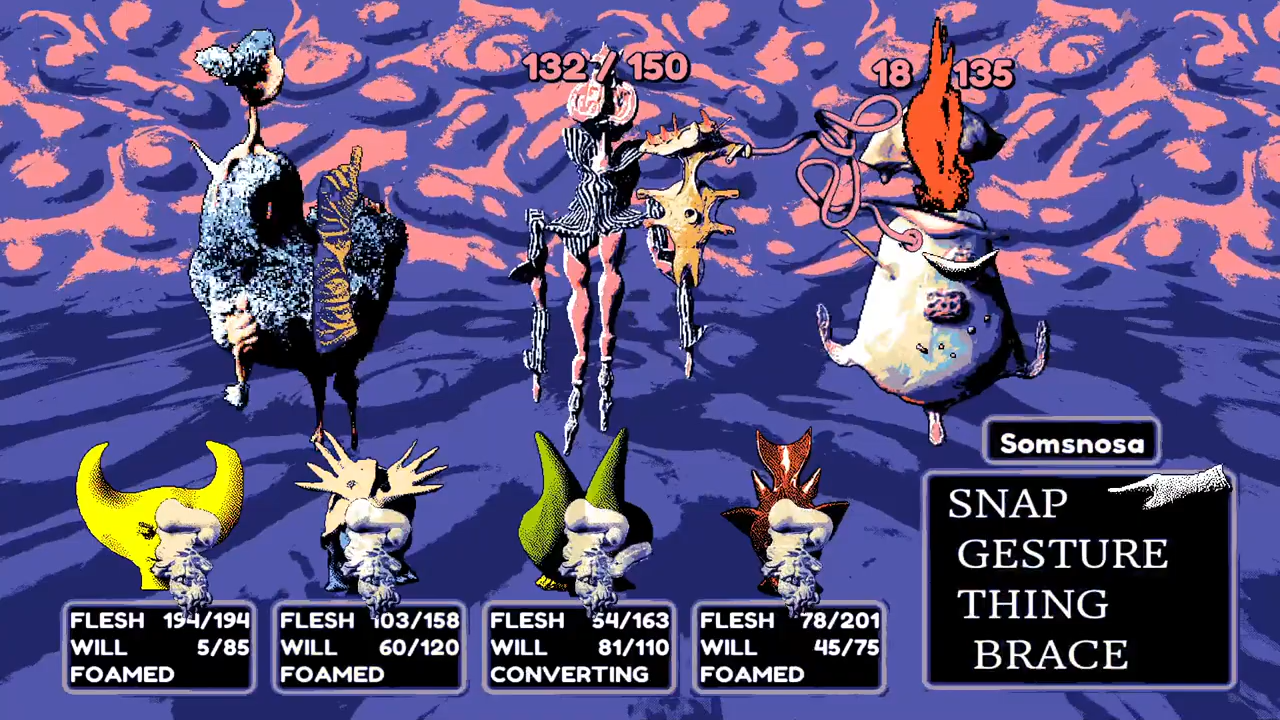 132 / 150
18 135
Somsnosa
SNAP
GESTURE
THING
BRACE
FLESH 194/194
WILL 5/85
FOAMED
FLESH 103/158
WILL 60/120
FOAMED
FLESH 54/163
WILL 81/110
CONVERTING
FLESH 78/201
WILL 45/75
FOAMED